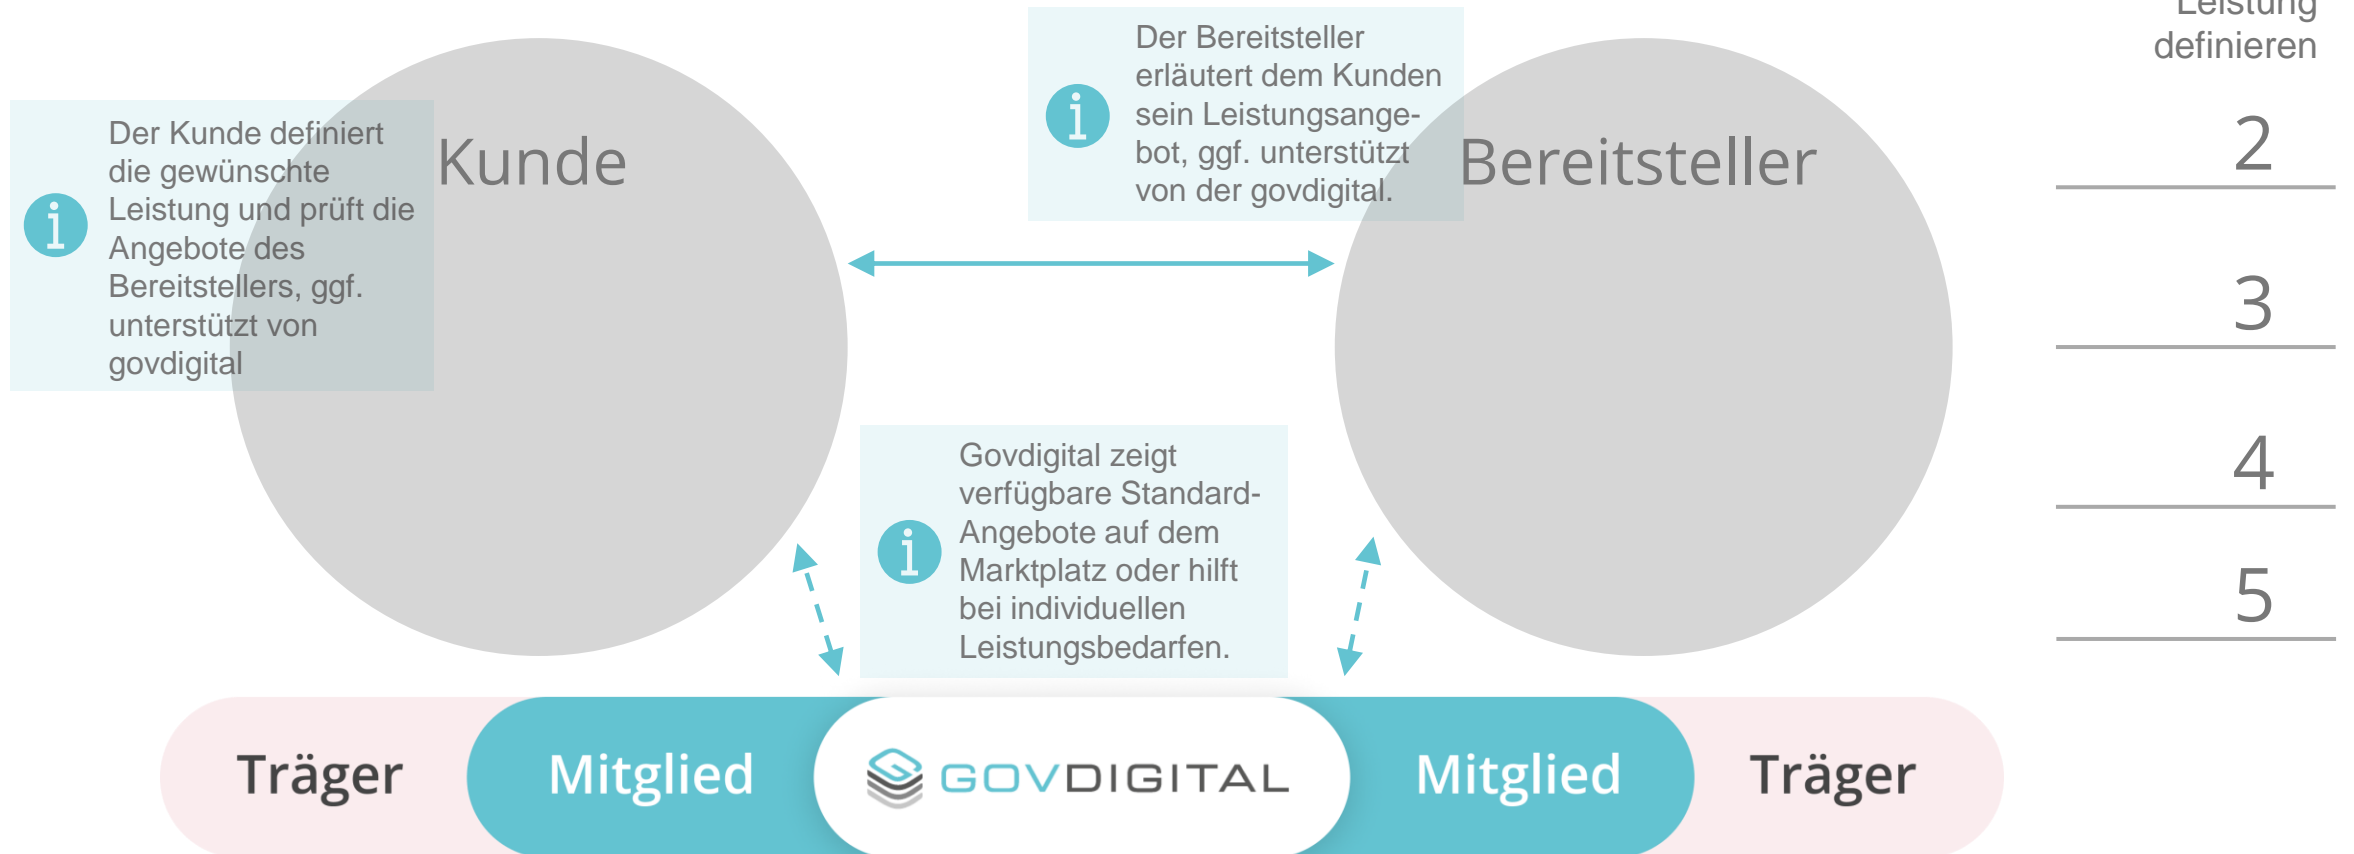 Der Kunde definiert
die gewünschte
Leistung und prüft die
Angebote des
Bereitstellers, ggf.
unterstützt von
govdigital
Kunde
Der Bereitsteller
erläutert dem Kunden
sein Leistungsange-
bot, ggf. unterstützt
von der govdigital.
Bereitsteller
Govdigital zeigt
verfügbare Standard-
Angebote auf dem
Marktplatz oder hilft
bei individuellen
Leistungsbedarfen.
Leistung
definieren
2
3
4
5
Träger
Mitglied
GOVDIGITAL
Mitglied
Träger